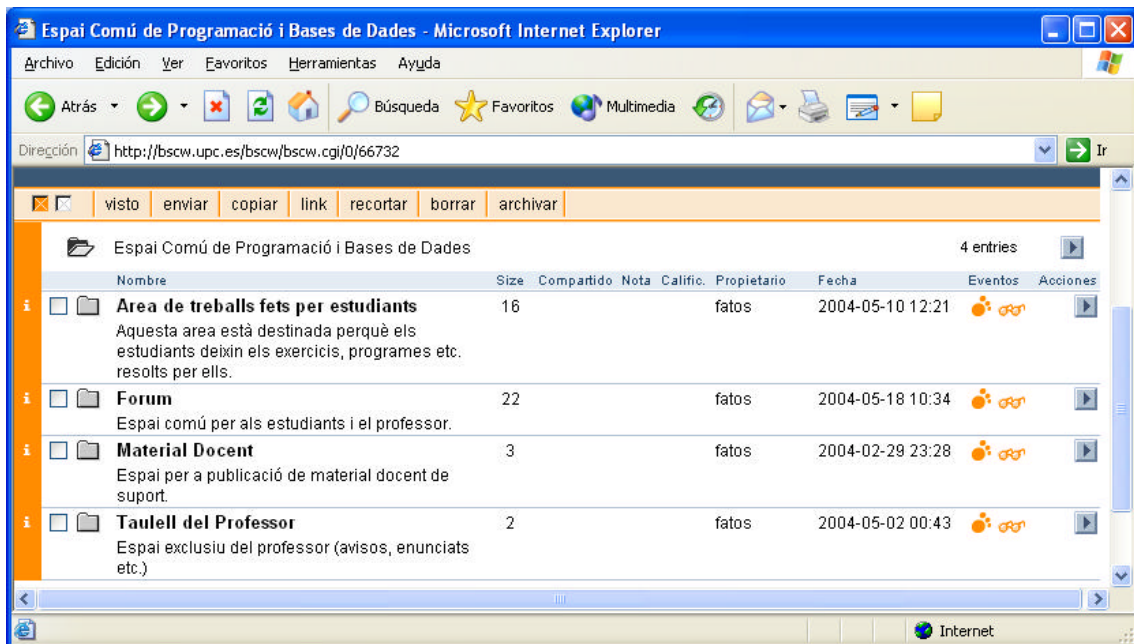 Espai Comú de Programació i Bases de Dades - Microsoft Internet Explorer
Archivo Edición Ver Favoritos Herramientas Ayuda
Atrás Búsqueda Favoritos Multimedia
Dirección http://bscw.upc.es/bscw/bscw.cgi/0/66732 Ir
visto enviar copiar link recortar borrar archivar
Espai Comú de Programació i Bases de Dades 4 entries
Nombre Size Compartido Nota Calific. Propietario Fecha Eventos Acciones
i Area de treballs fets per estudiants 16 fatos 2004-05-10 12:21
Aquesta area està destinada perquè els
estudiants deixin els exercicis, programes etc.
resolts per ells.
i Forum 22 fatos 2004-05-18 10:34
Espai comú per als estudiants i el professor.
i Material Docent 3 fatos 2004-02-29 23:28
Espai per a publicació de material docent de
suport.
i Taulell del Professor 2 fatos 2004-05-02 00:43
Espai exclusiu del professor (avisos, enunciats
etc.)
Internet